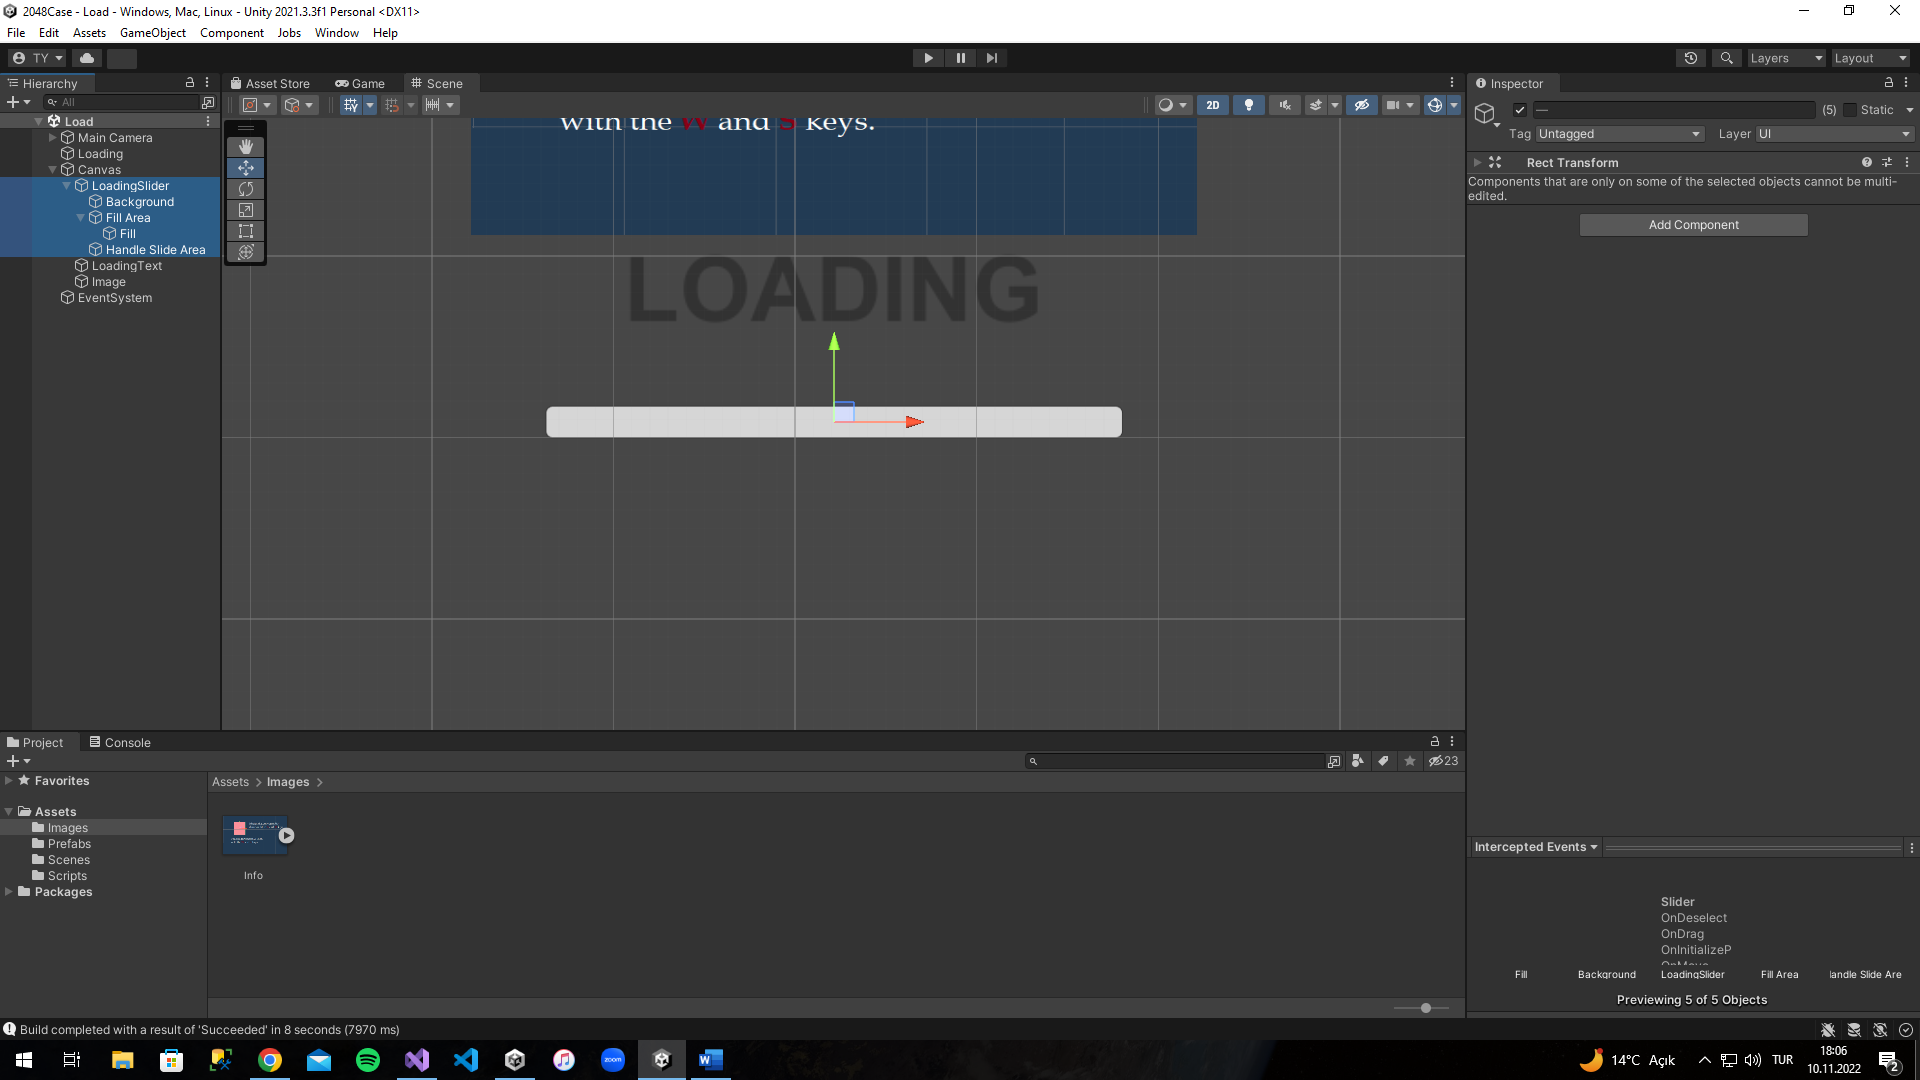 2048Case - Load - Windows, Mac, Linux - Unity 2021.3.3f1 Personal <DX11>
File Edit Assets GameObject Component Jobs Window Help
TY
Layers
Layout
Hierarchy
All
Load
Main Camera
Loading
Canvas
LoadingSlider
Background
Fill Area
Fill
Handle Slide Area
LoadingText
Image
EventSystem
Asset Store Game Scene
2D
with the W and S keys.
LOADING
Inspector
—
(5)
Static
Tag Untagged
Layer UI
Rect Transform
Components that are only on some of the selected objects cannot be multi-
edited.
Add Component
Project Console
23
Favorites
Assets
Images
Prefabs
Scenes
Scripts
Packages
Assets > Images >
Info
Intercepted Events
Slider
OnDeselect
OnDrag
OnInitializeP
OnMove
Fill Background LoadingSlider Fill Area landle Slide Are
Previewing 5 of 5 Objects
Build completed with a result of 'Succeeded' in 8 seconds (7970 ms)
zoom
14°C Açık
TUR
18:06
10.11.2022
2